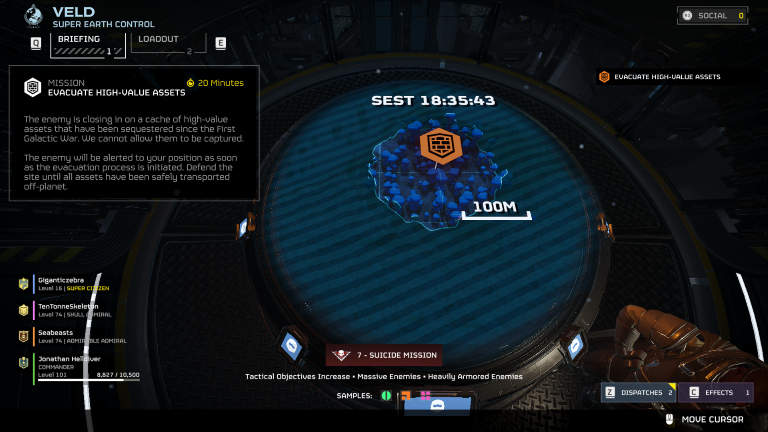 VELD
SUPER EARTH CONTROL
SOCIAL 0
Q
BRIEFING
1
LOADOUT
2
E
MISSION
20 Minutes
EVACUATE HIGH-VALUE ASSETS
The enemy is closing in on a cache of high-value
assets that have been sequestered since the First
Galactic War. We cannot allow them to be captured.
The enemy will be alerted to your position as soon
as the evacuation process is initiated. Defend the
site until all assets have been safely transported
off-planet.
EVACUATE HIGH-VALUE ASSETS
SEST 18:35:43
100M
Giganticzebra
Level 16 | SUPER CITIZEN
TenTonneSkeleton
Level 74 | SKULL ADMIRAL
Seabeasts
Level 74 | ADMIRABLE ADMIRAL
Jonathan Helldiver
COMMANDER
Level 101
8,827 / 10,500
7 - SUICIDE MISSION
Tactical Objectives Increase • Massive Enemies • Heavily Armored Enemies
SAMPLES:
Z DISPATCHES 2
C EFFECTS 1
MOVE CURSOR